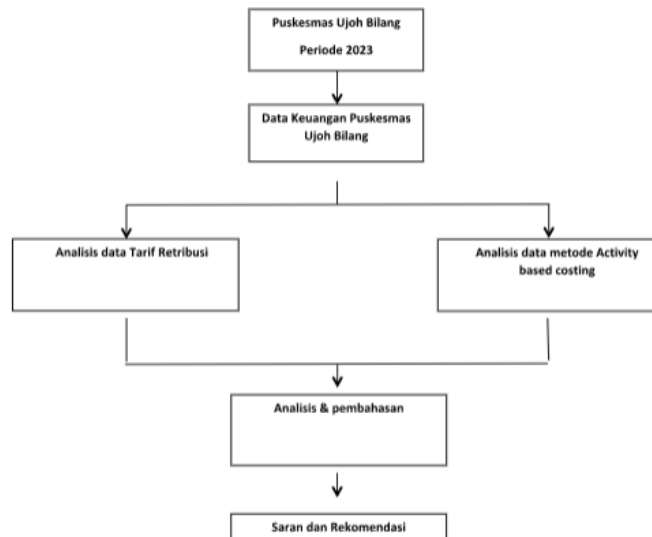 Puskesmas Ujoh Bilang
Periode 2023
Data Keuangan Puskesmas
Ujoh Bilang
Analisis data Tarif Retribusi
Analisis data metode Activity
based costing
Analisis & pembahasan
Saran dan Rekomendasi